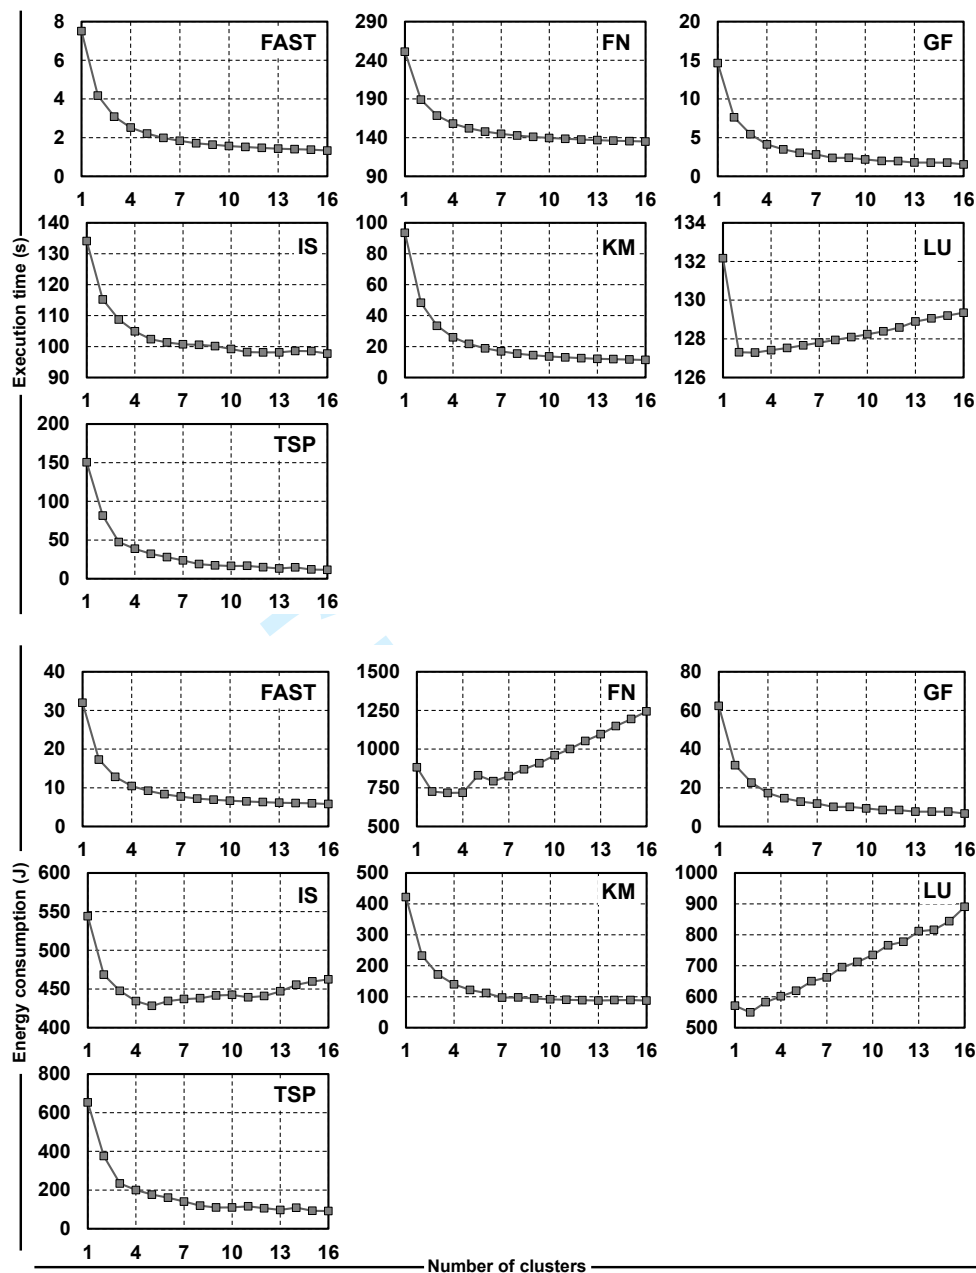 Execution time (s)
FAST
8
6
4
2
0
1 4 7 10 13 16
FN
290
240
190
140
90
1 4 7 10 13 16
GF
20
15
10
5
0
1 4 7 10 13 16
IS
140
130
120
110
100
90
1 4 7 10 13 16
KM
100
80
60
40
20
0
1 4 7 10 13 16
LU
134
132
130
128
126
1 4 7 10 13 16
TSP
200
150
100
50
0
1 4 7 10 13 16
Energy consumption (J)
FAST
40
30
20
10
0
1 4 7 10 13 16
FN
1500
1250
1000
750
500
1 4 7 10 13 16
GF
80
60
40
20
0
1 4 7 10 13 16
IS
600
550
500
450
400
1 4 7 10 13 16
KM
500
400
300
200
100
0
1 4 7 10 13 16
LU
1000
900
800
700
600
500
1 4 7 10 13 16
TSP
800
600
400
200
0
1 4 7 10 13 16
Number of clusters